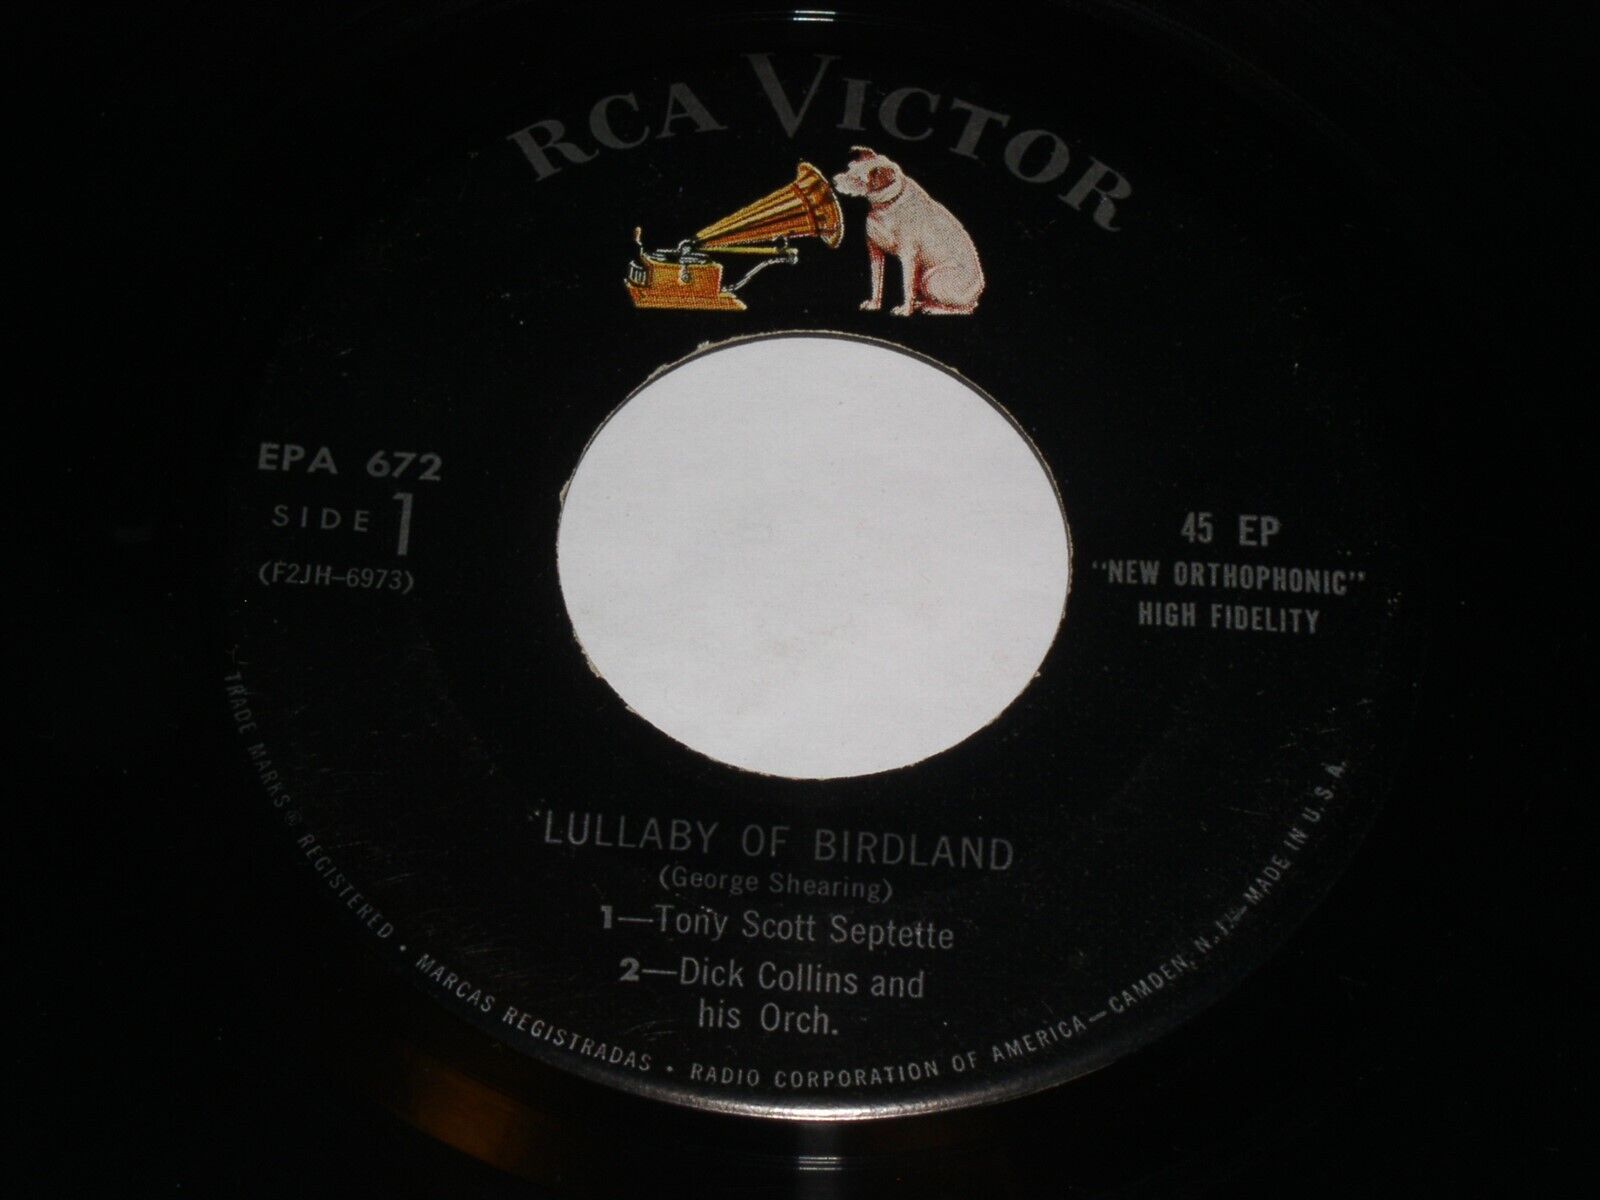 RCA VICTOR
EPA 672
SIDE 1
(F2JH-6973)
45 EP
"NEW ORTHOPHONIC"
HIGH FIDELITY
LULLABY OF BIRDLAND
(George Shearing)
1—Tony Scott Septette
2—Dick Collins and
his Orch.
TRADE MARKS ® REGISTERED • MARCAS REGISTRADAS • RADIO CORPORATION OF AMERICA — CAMDEN, N. J. — MADE IN U.S.A.